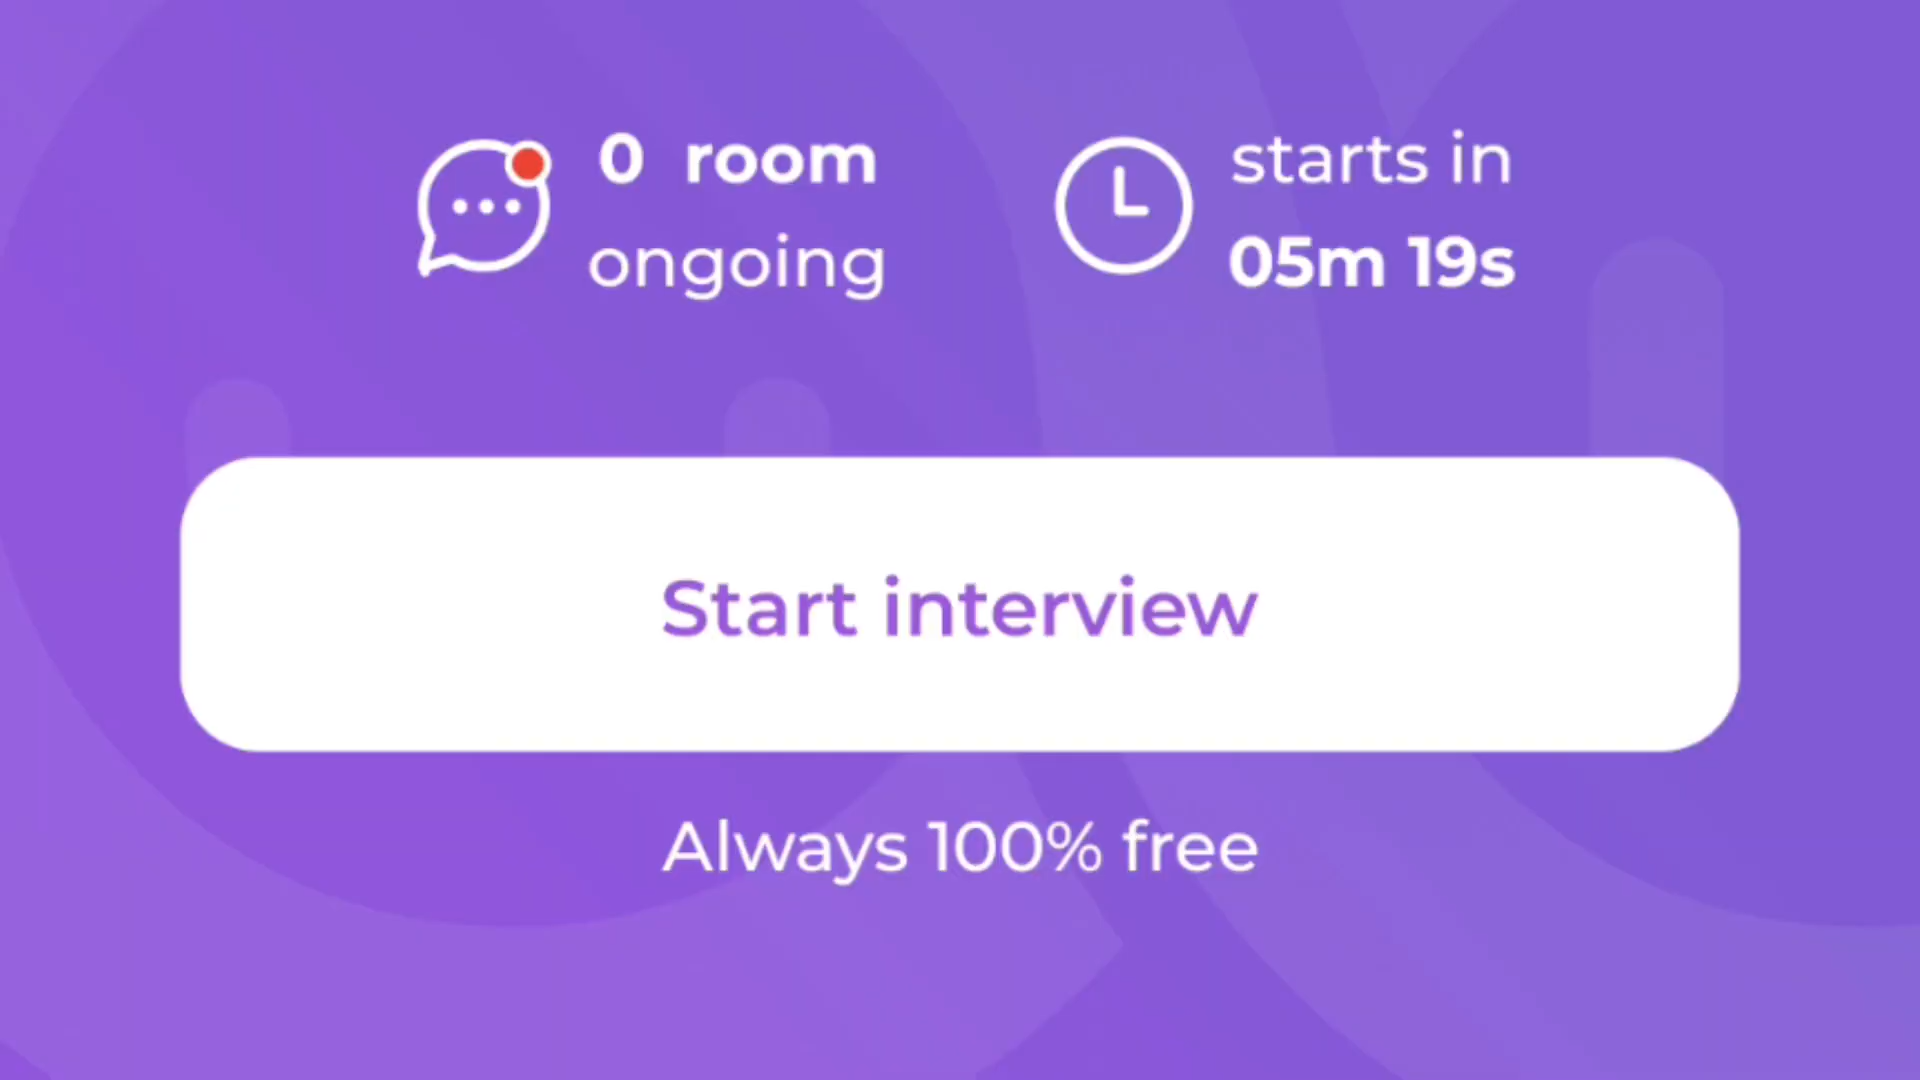 0 room
ongoing
starts in
05m 19s
Start interview
Always 100% free